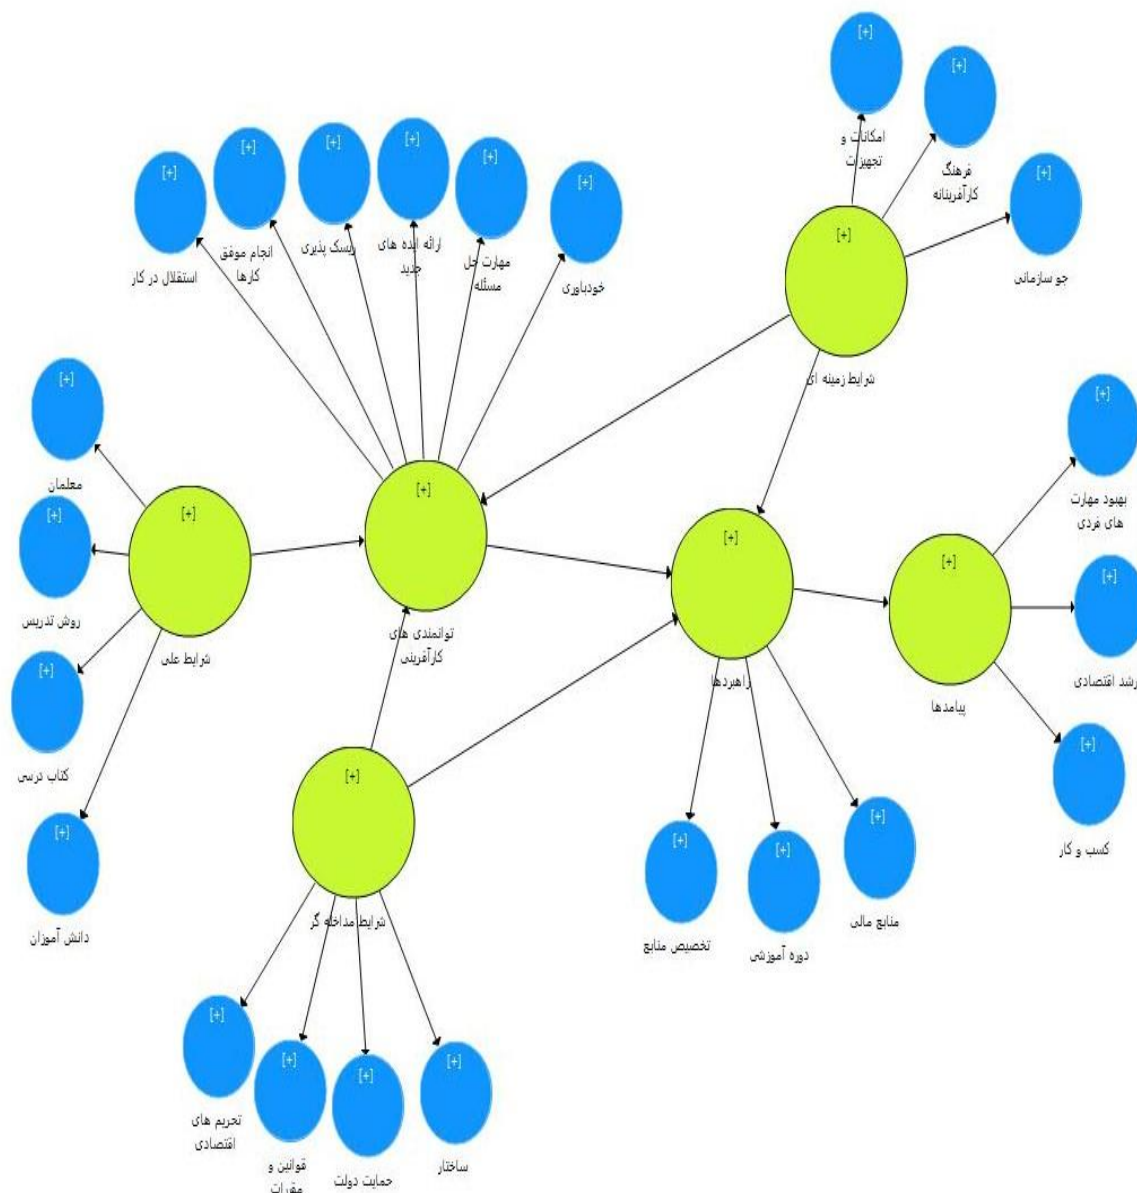 [+]
امکانات و
تجهیزات
[+]
فرهنگ
کارآفرینانه
[+]
جو سازمانی
[+]
شرایط زمینه ای
[+]
استقلال در کار
[+]
انجام موفق
کارها
[+]
ریسک پذیری
[+]
ارائه ایده های
جدید
[+]
مهارت حل
مسئله
[+]
خودباوری
[+]
توانمندی های
کارآفرینی
[+]
معلمان
[+]
روش تدریس
[+]
کتاب درسی
[+]
دانش آموزان
[+]
شرایط علی
[+]
راهبردها
[+]
پیامدها
[+]
بهبود مهارت
های فردی
[+]
رشد اقتصادی
[+]
کسب و کار
[+]
تخصیص منابع
[+]
دوره آموزشی
[+]
منابع مالی
[+]
شرایط مداخله گر
[+]
تحریم های
اقتصادی
[+]
قوانین و
مقررات
[+]
حمایت دولت
[+]
ساختار